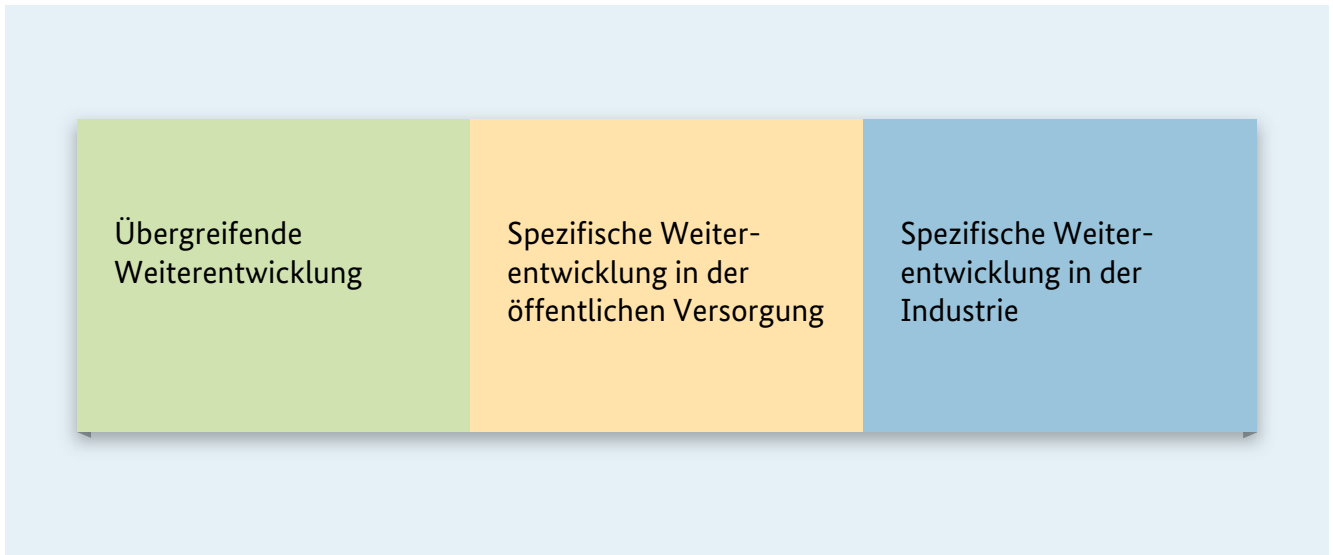 Übergreifende
Weiterentwicklung
Spezifische Weiter-
entwicklung in der
öffentlichen Versorgung
Spezifische Weiter-
entwicklung in der
Industrie